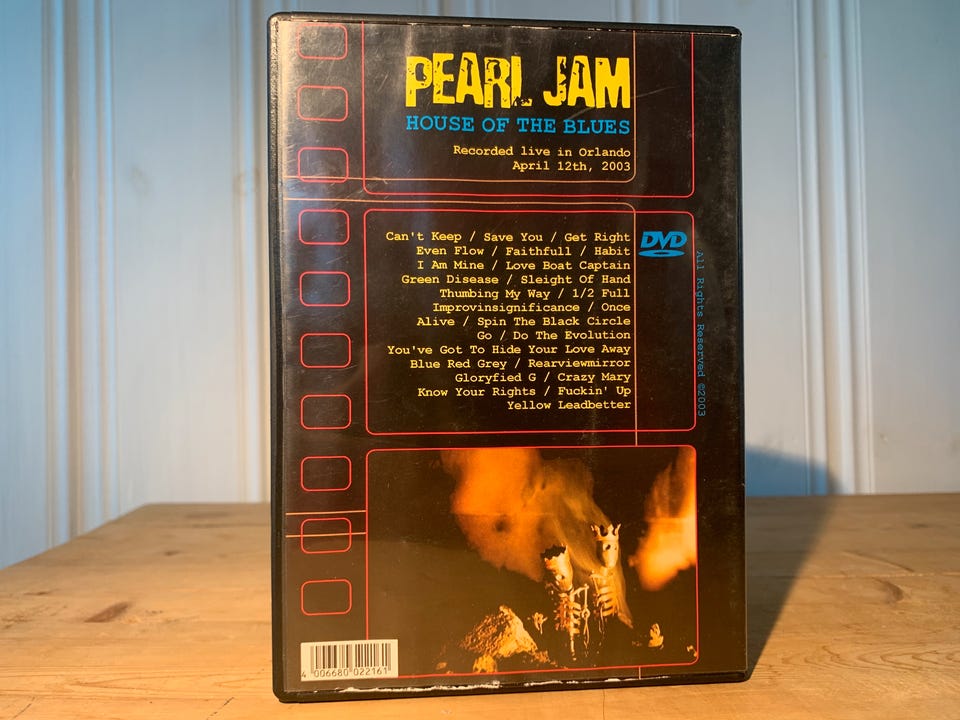 PEARL JAM
HOUSE OF THE BLUES
Recorded live in Orlando
April 12th, 2003
Can't Keep / Save You / Get Right
Even Flow / Faithfull / Habit
I Am Mine / Love Boat Captain
Green Disease / Sleight Of Hand
Thumbing My Way / 1/2 Full
Improvinsignificance / Once
Alive / Spin The Black Circle
Go / Do The Evolution
You've Got To Hide Your Love Away
Blue Red Grey / Rearviewmirror
Gloryfied G / Crazy Mary
Know Your Rights / Fuckin' Up
Yellow Leadbetter
DVD
All Rights Reserved ©2003
4 006680 022161